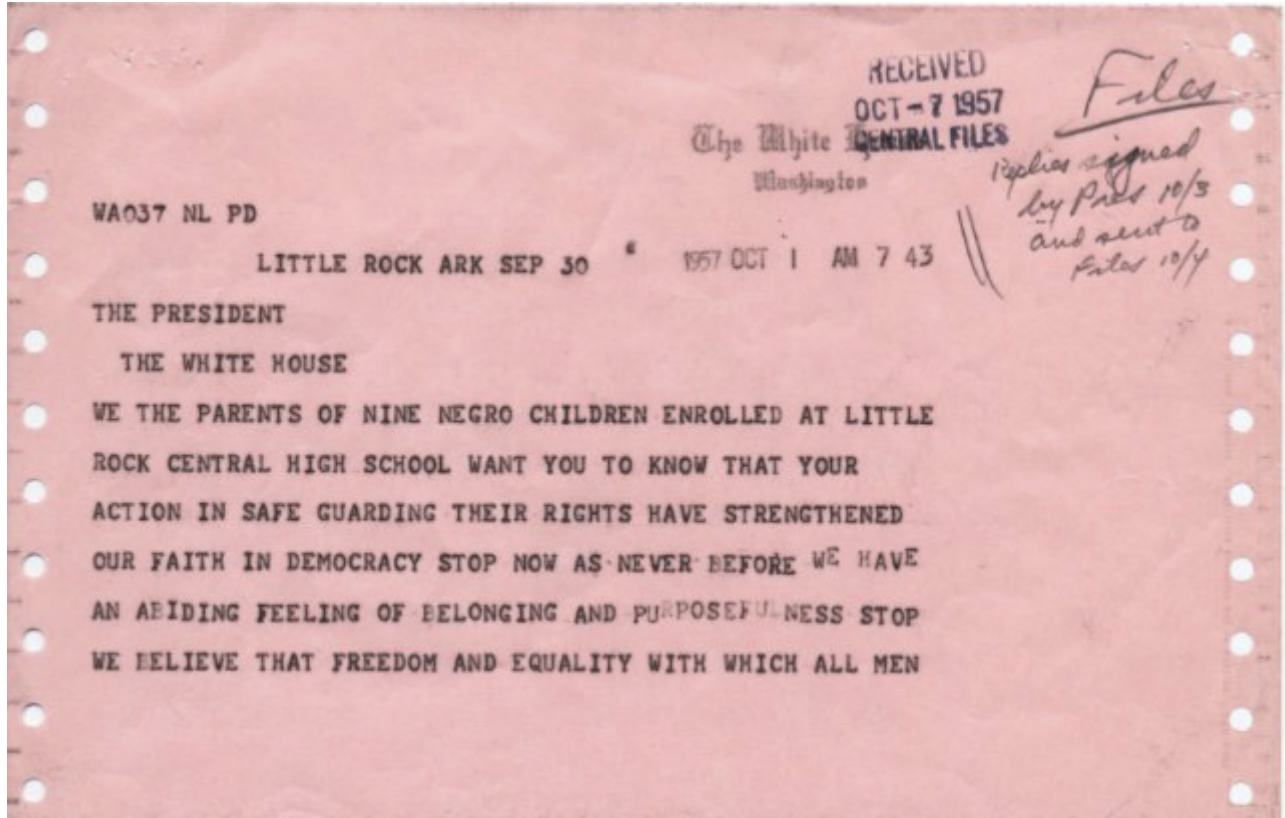 RECEIVED
OCT-7 1957
CENTRAL FILES
Files
The White
Washington
Replies signed
by Pres 10/3
and sent to
Files 10/4
WA037 NL PD
LITTLE ROCK ARK SEP 30
1957 OCT 1 AM 7 43
THE PRESIDENT
THE WHITE HOUSE
WE THE PARENTS OF NINE NEGRO CHILDREN ENROLLED AT LITTLE
ROCK CENTRAL HIGH SCHOOL WANT YOU TO KNOW THAT YOUR
ACTION IN SAFE GUARDING THEIR RIGHTS HAVE STRENGTHENED
OUR FAITH IN DEMOCRACY STOP NOW AS NEVER BEFORE WE HAVE
AN ABIDING FEELING OF BELONGING AND PURPOSEFULNESS STOP
WE BELIEVE THAT FREEDOM AND EQUALITY WITH WHICH ALL MEN